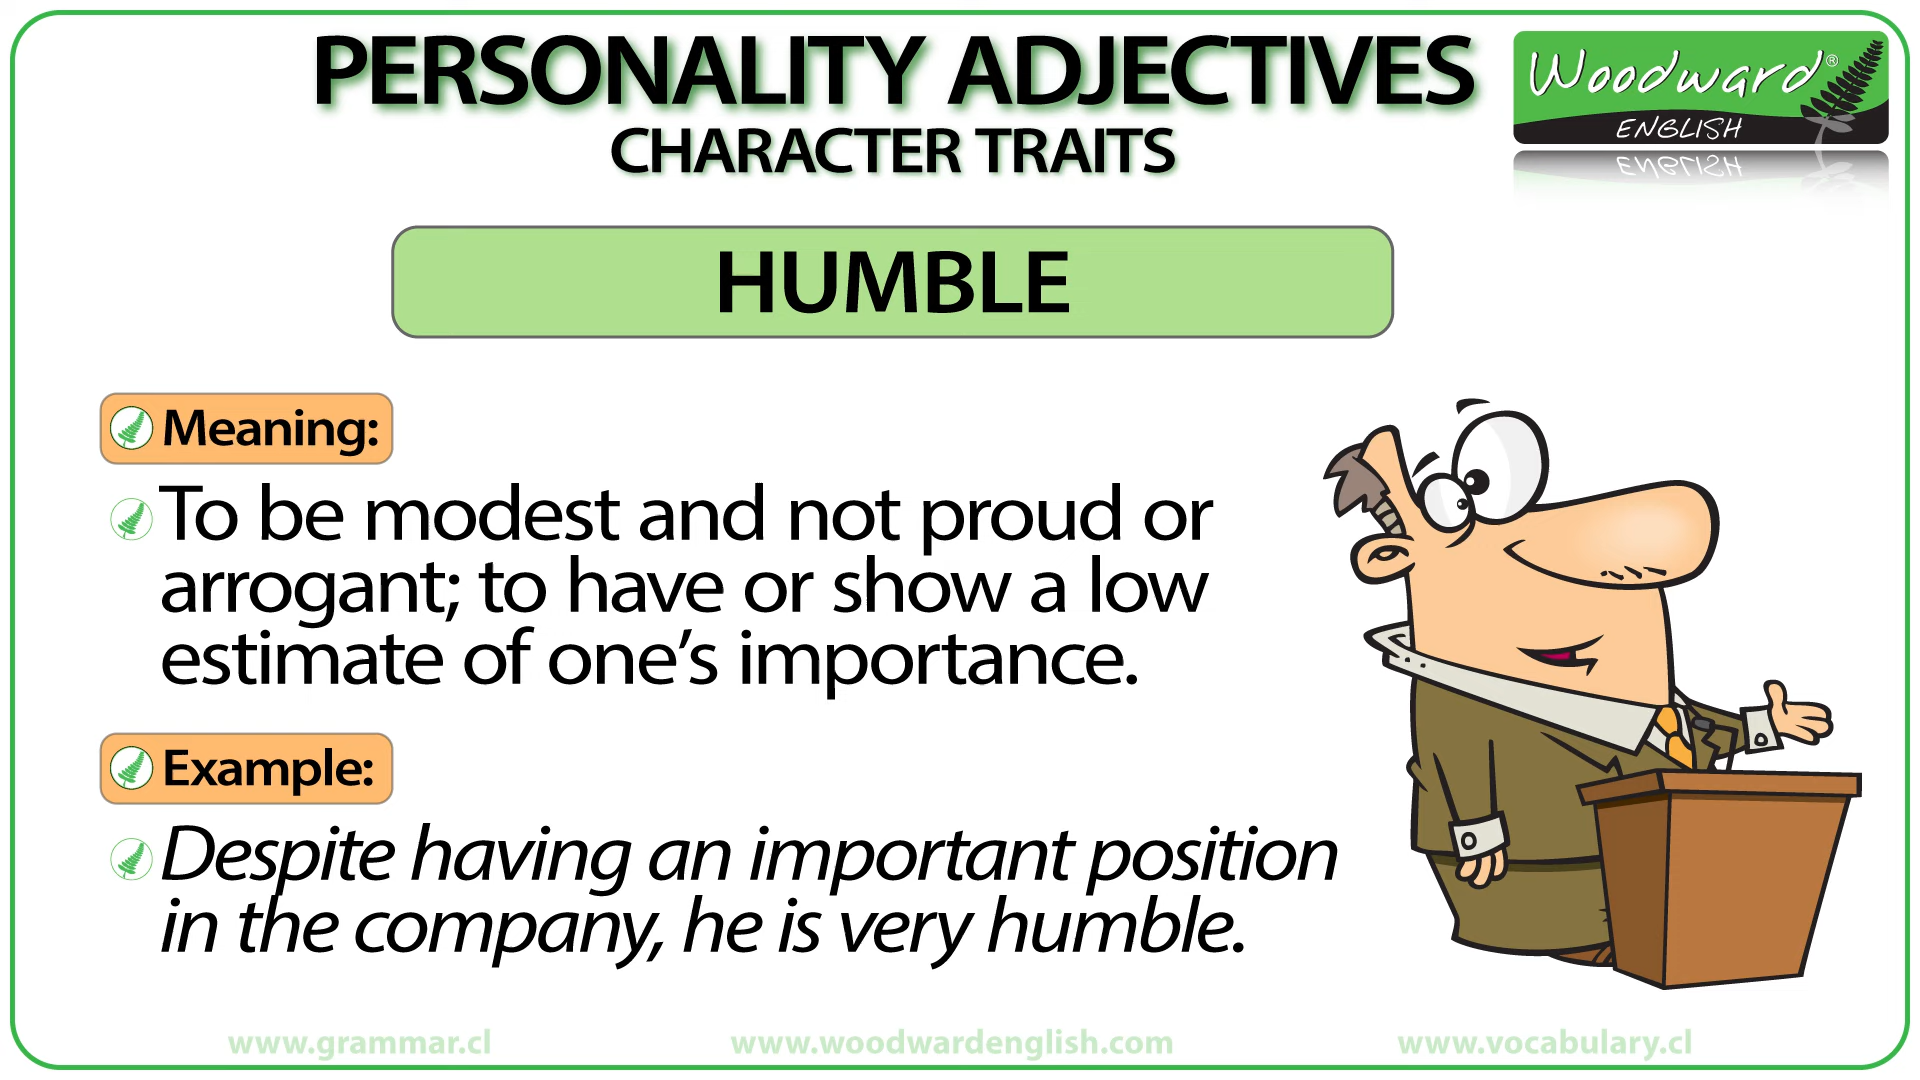 PERSONALITY ADJECTIVES
CHARACTER TRAITS
Woodward®
ENGLISH
HUMBLE
Meaning:
To be modest and not proud or
arrogant; to have or show a low
estimate of one’s importance.
Example:
Despite having an important position
in the company, he is very humble.
www.grammar.cl
www.woodwardenglish.com
www.vocabulary.cl